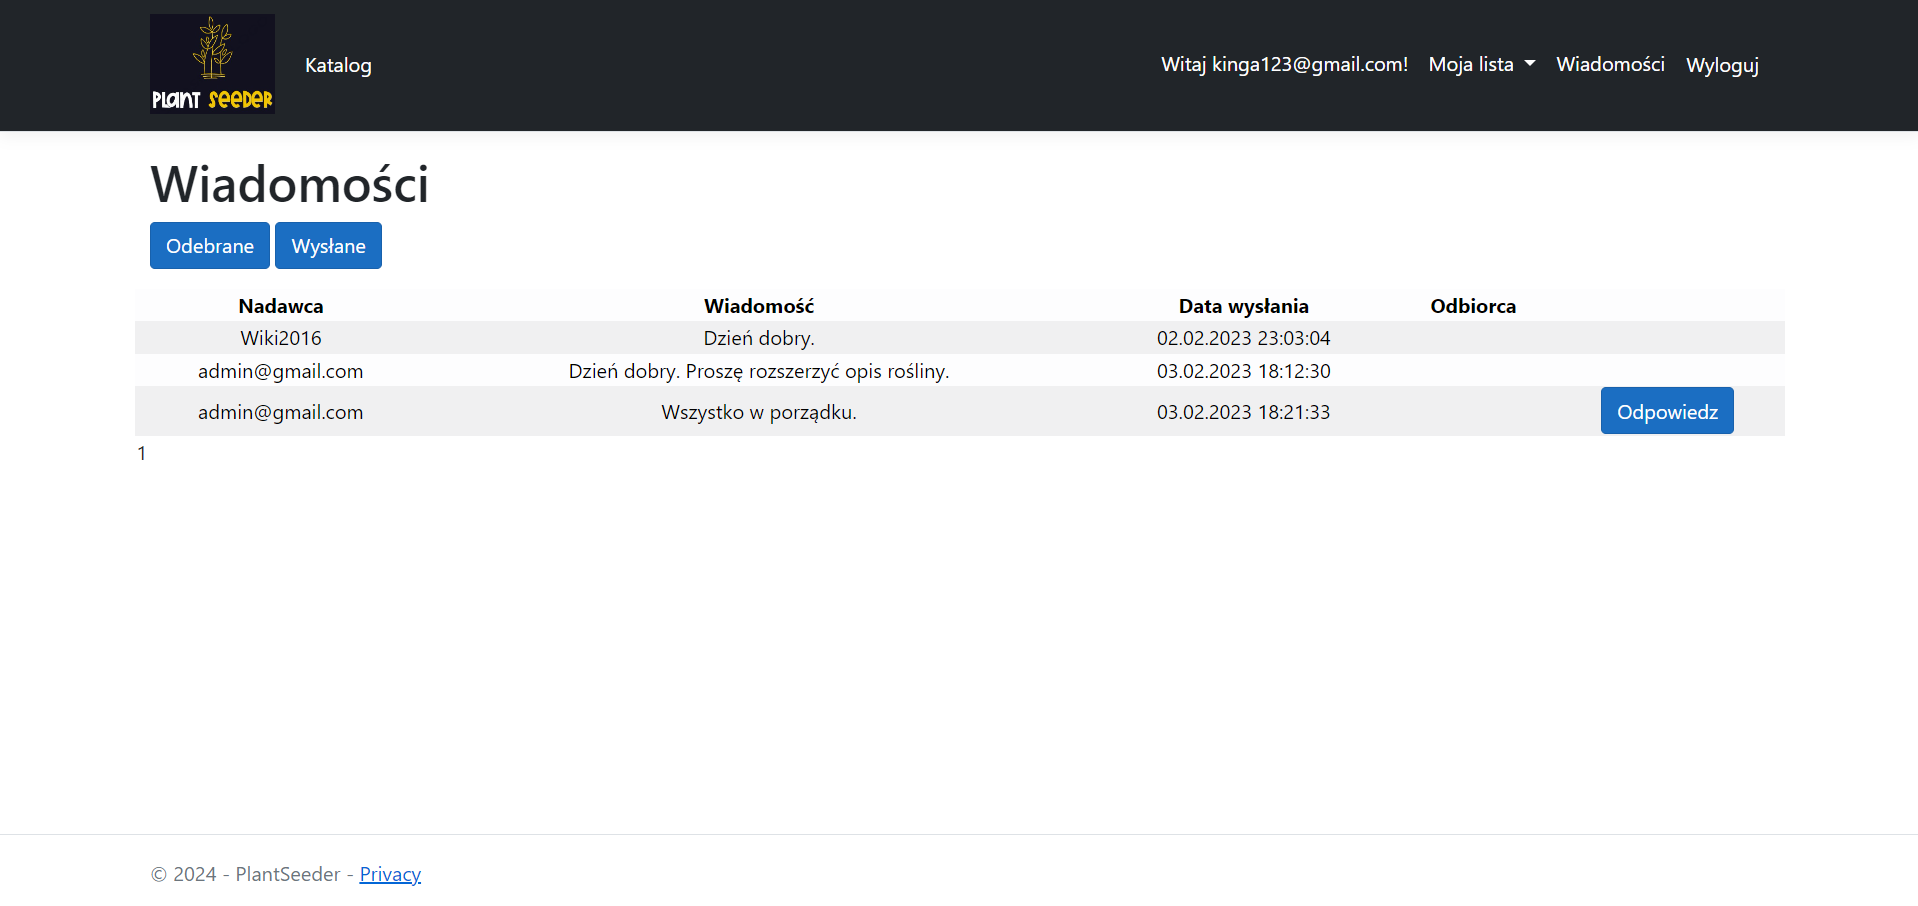 PLANT SEEDER
Katalog
Witaj kinga123@gmail.com! Moja lista Wiadomości Wyloguj
Wiadomości
Odebrane Wysłane
Nadawca Wiadomość Data wysłania Odbiorca
Wiki2016 Dzień dobry. 02.02.2023 23:03:04
admin@gmail.com Dzień dobry. Proszę rozszerzyć opis rośliny. 03.02.2023 18:12:30
admin@gmail.com Wszystko w porządku. 03.02.2023 18:21:33 Odpowiedz
1
© 2024 - PlantSeeder - Privacy